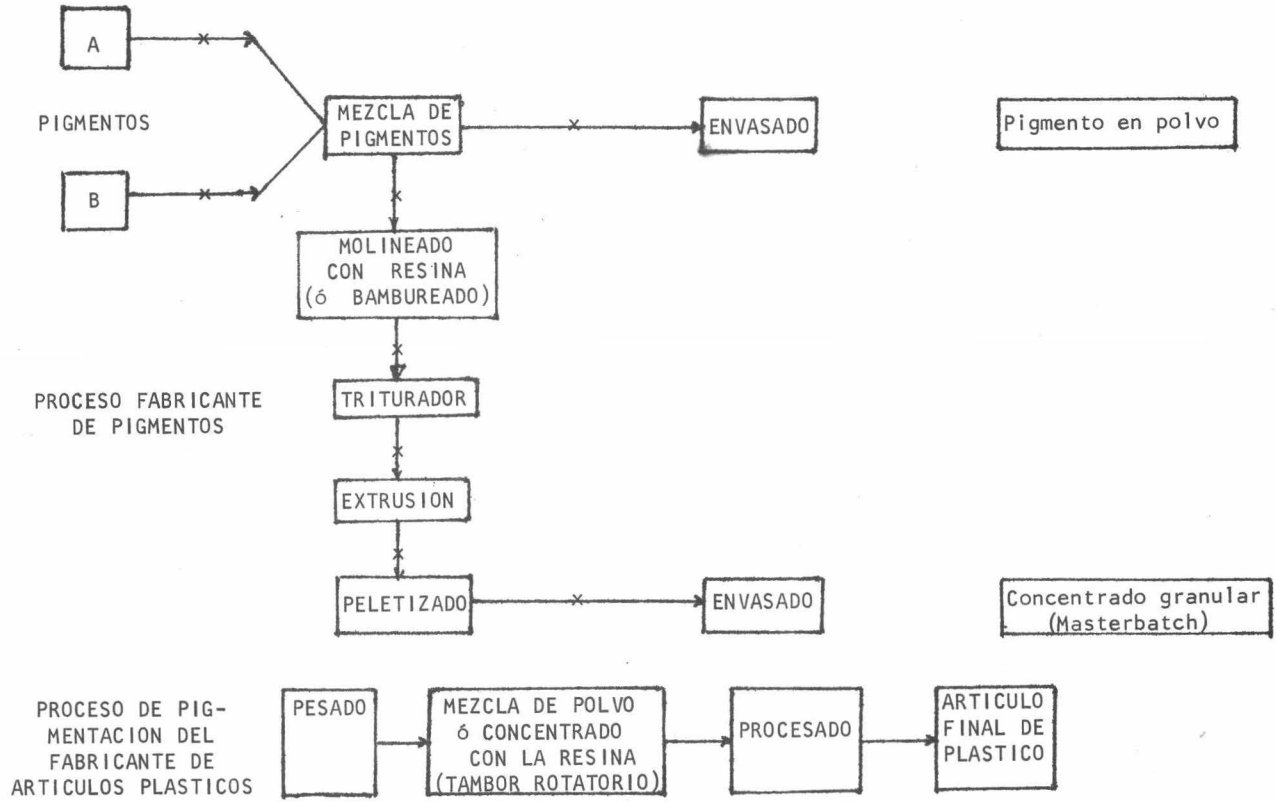 A
PIGMENTOS
B
MEZCLA DE
PIGMENTOS
ENVASADO
Pigmento en polvo
MOLINEADO
CON RESINA
(ó BAMBUREADO)
PROCESO FABRICANTE
DE PIGMENTOS
TRITURADOR
EXTRUSION
PELETIZADO
ENVASADO
Concentrado granular
(Masterbatch)
PROCESO DE PIG-
MENTACION DEL
FABRICANTE DE
ARTICULOS PLASTICOS
PESADO
MEZCLA DE POLVO
ó CONCENTRADO
CON LA RESINA
(TAMBOR ROTATORIO)
PROCESADO
ARTICULO
FINAL DE
PLASTICO